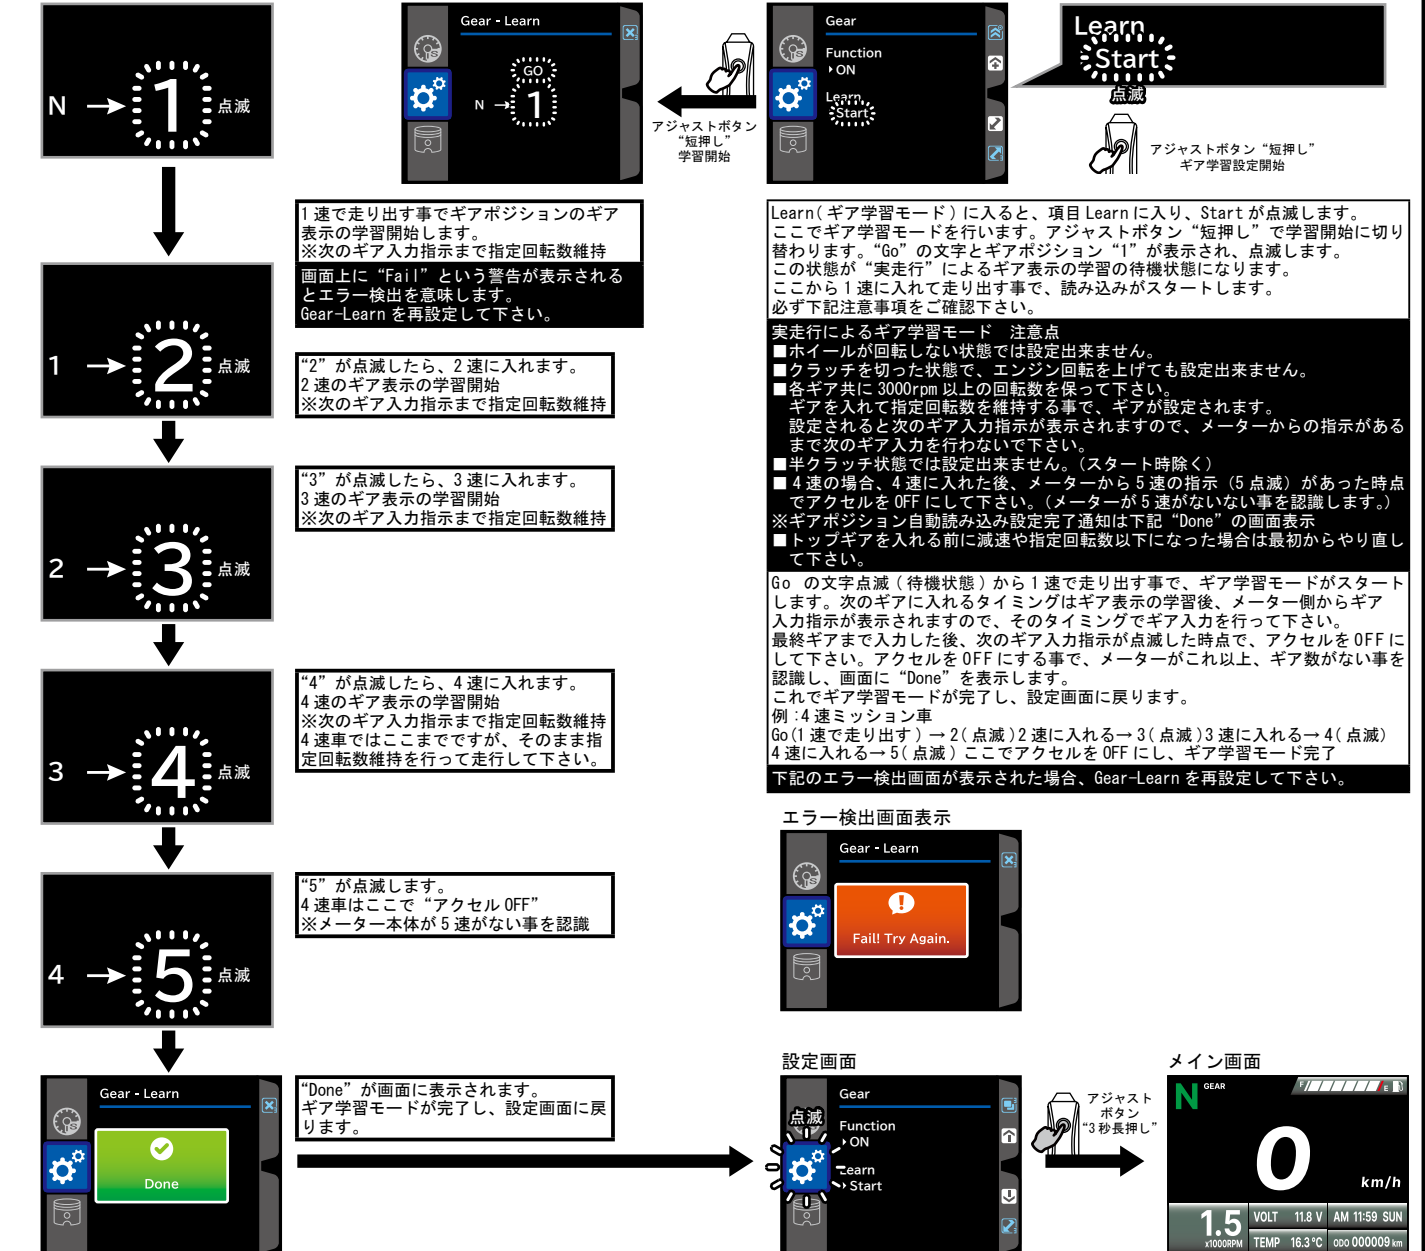 Learn
Start
点滅
アジャストボタン “短押し”
ギア学習設定開始
Gear
Function
ON
Learn
Start
アジャストボタン
“短押し”
学習開始
Gear - Learn
GO
N → 1
N → 1 点滅
1速で走り出す事でギアポジションのギア
表示の学習開始します。
※次のギア入力指示まで指定回転数維持
画面上に “Fail” という警告が表示される
とエラー検出を意味します。
Gear-Learn を再設定して下さい。
1 → 2 点滅
“2” が点滅したら、2 速に入れます。
2 速のギア表示の学習開始
※次のギア入力指示まで指定回転数維持
2 → 3 点滅
“3” が点滅したら、3 速に入れます。
3 速のギア表示の学習開始
※次のギア入力指示まで指定回転数維持
3 → 4 点滅
“4” が点滅したら、4 速に入れます。
4 速のギア表示の学習開始
※次のギア入力指示まで指定回転数維持
4 速車ではここまでですが、そのまま指
定回転数維持を行って走行して下さい。
4 → 5 点滅
“5” が点滅します。
4 速車はここで “アクセル OFF”
※メーター本体が 5 速がない事を認識
Gear - Learn
Done
“Done” が画面に表示されます。
ギア学習モードが完了し、設定画面に戻
ります。
Learn( ギア学習モード ) に入ると、項目 Learn に入り、Start が点滅します。
ここでギア学習モードを行います。アジャストボタン “短押し” で学習開始に切り
替わります。“Go” の文字とギアポジション “1” が表示され、点滅します。
この状態が “実走行” によるギア表示の学習の待機状態になります。
ここから 1 速に入れて走り出す事で、読み込みがスタートします。
必ず下記注意事項をご確認下さい。
実走行によるギア学習モード 注意点
■ホイールが回転しない状態では設定出来ません。
■クラッチを切った状態で、エンジン回転を上げても設定出来ません。
■各ギア共に 3000rpm 以上の回転数を保って下さい。
ギアを入れて指定回転数を維持する事で、ギアが設定されます。
設定されると次のギア入力指示が表示されますので、メーターからの指示がある
まで次のギア入力を行わないで下さい。
■半クラッチ状態では設定出来ません。(スタート時除く)
■ 4 速の場合、4 速に入れた後、メーターから 5 速の指示 (5 点滅) があった時点
でアクセルを OFF にして下さい。(メーターが 5 速がないない事を認識します。)
※ギアポジション自動読み込み設定完了通知は下記 “Done” の画面表示
■トップギアを入れる前に減速や指定回転数以下になった場合は最初からやり直し
て下さい。
Go の文字点滅 ( 待機状態 ) から 1 速で走り出す事で、ギア学習モードがスタート
します。次のギアに入れるタイミングはギア表示の学習後、メーター側からギア
入力指示が表示されますので、そのタイミングでギア入力を行って下さい。
最終ギアまで入力した後、次のギア入力指示が点滅した時点で、アクセルを OFF に
して下さい。アクセルを OFF にする事で、メーターがこれ以上、ギア数がない事を
認識し、画面に “Done” を表示します。
これでギア学習モードが完了し、設定画面に戻ります。
例 : 4 速ミッション車
Go(1 速で走り出す ) → 2( 点滅 )2 速に入れる→ 3( 点滅 )3 速に入れる→ 4( 点滅)
4 速に入れる→ 5( 点滅 ) ここでアクセルを OFF にし、ギア学習モード完了
下記のエラー検出画面が表示された場合、Gear-Learn を再設定して下さい。
エラー検出画面表示
Gear - Learn
Fail! Try Again.
設定画面
Gear
点滅
Function
ON
Learn
Start
アジャスト
ボタン
“3 秒長押し”
メイン画面
N GEAR
F E
0
km/h
1.5
x1000RPM
VOLT 11.8 V AM 11:59 SUN
TEMP 16.3℃ ODO 000009 km